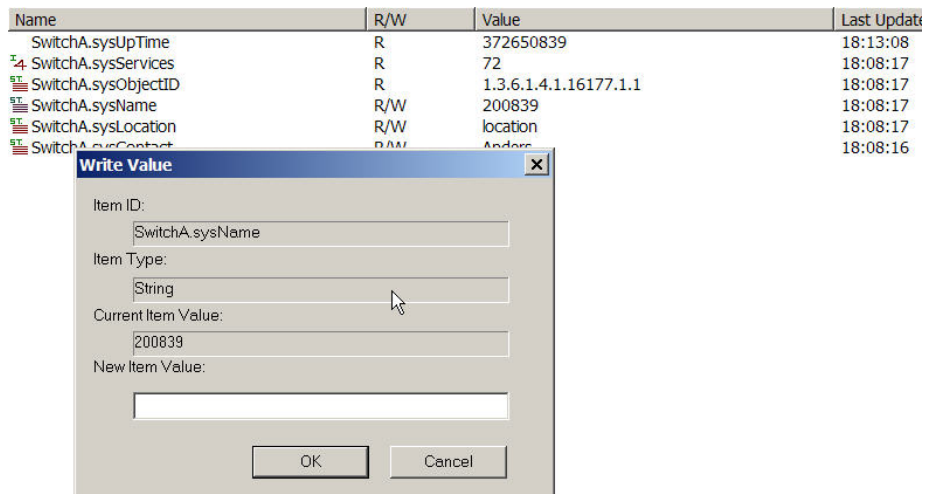 Name R/W Value Last Update
SwitchA.sysUpTime R 372650839 18:13:08
SwitchA.sysServices R 72 18:08:17
SwitchA.sysObjectID R 1.3.6.1.4.1.16177.1.1 18:08:17
SwitchA.sysName R/W 200839 18:08:17
SwitchA.sysLocation R/W location 18:08:17
SwitchA.sysContact R/W Anders 18:08:16
Write Value
Item ID:
SwitchA.sysName
Item Type:
String
Current Item Value:
200839
New Item Value:
OK Cancel